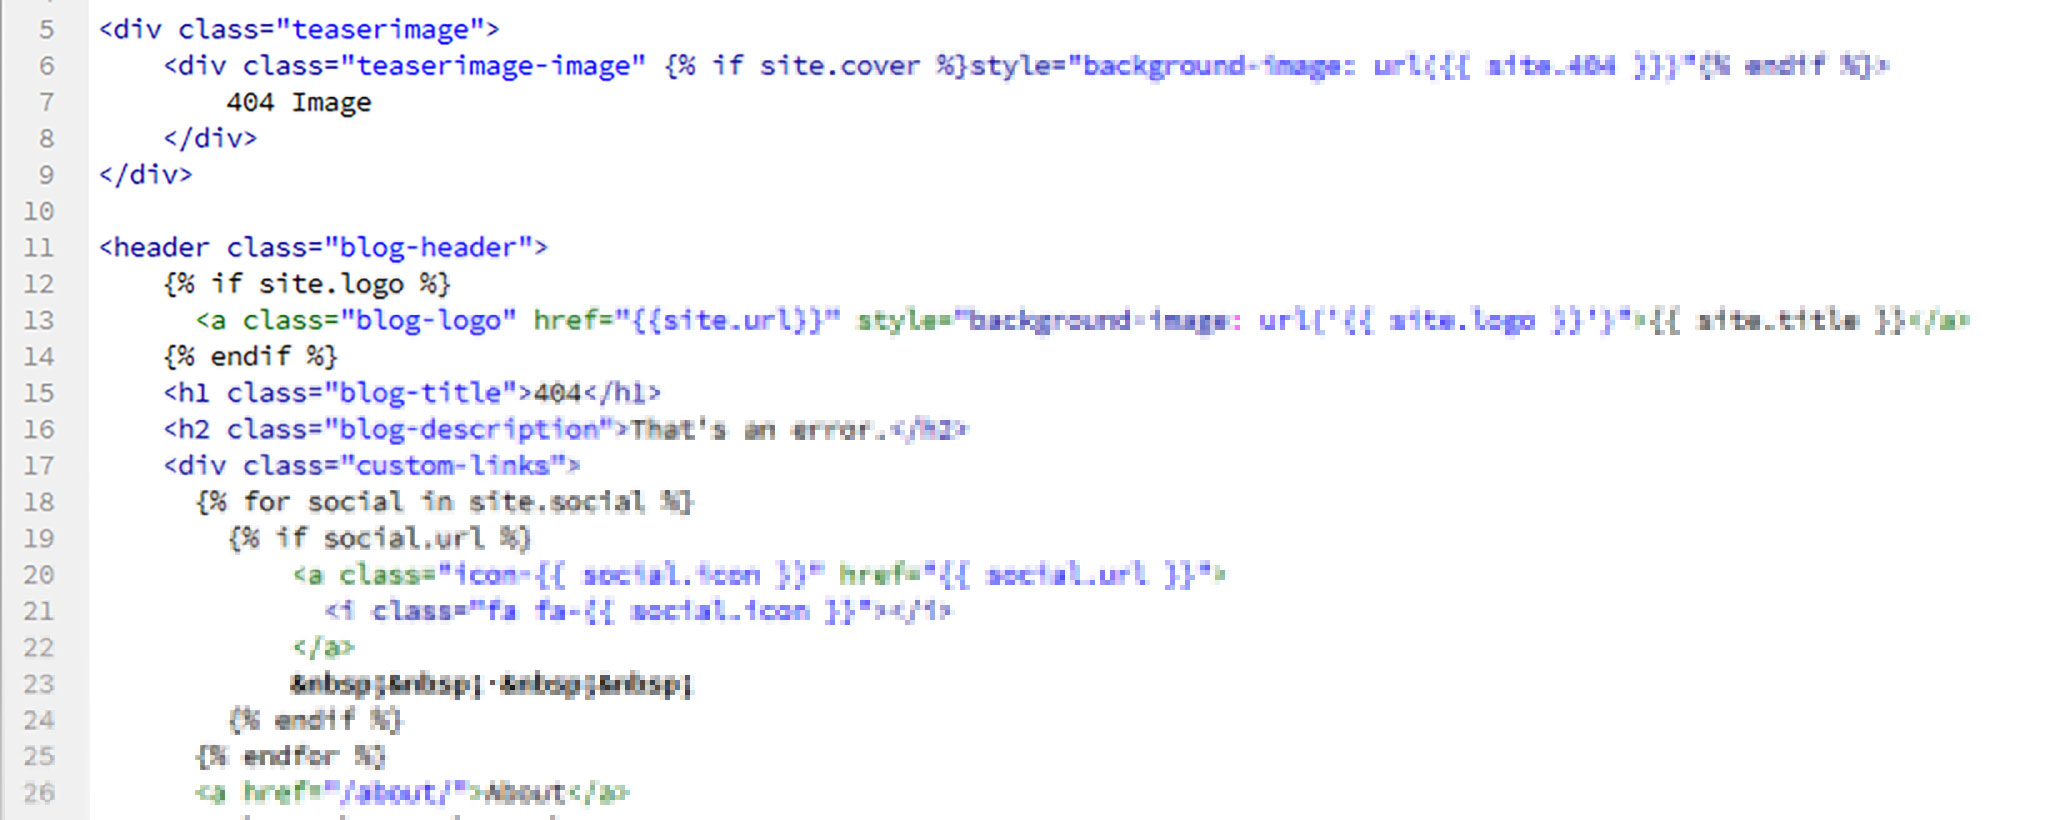 5 <div class="teaserimage">
6     <div class="teaserimage-image" {% if site.cover %}style="background-image: url({{ site.404 }})"{% endif %}>
7         404 Image
8     </div>
9 </div>
10
11 <header class="blog-header">
12     {% if site.logo %}
13       <a class="blog-logo" href="{{site.url}}" style="background-image: url('{{ site.logo }}')">{{ site.title }}</a>
14     {% endif %}
15     <h1 class="blog-title">404</h1>
16     <h2 class="blog-description">That's an error.</h2>
17     <div class="custom-links">
18       {% for social in site.social %}
19         {% if social.url %}
20             <a class="icon-{{ social.icon }}" href="{{ social.url }}">
21               <i class="fa fa-{{ social.icon }}"></i>
22             </a>
23             &nbsp;&nbsp;·&nbsp;&nbsp;
24         {% endif %}
25       {% endfor %}
26       <a href="/about/">About</a>